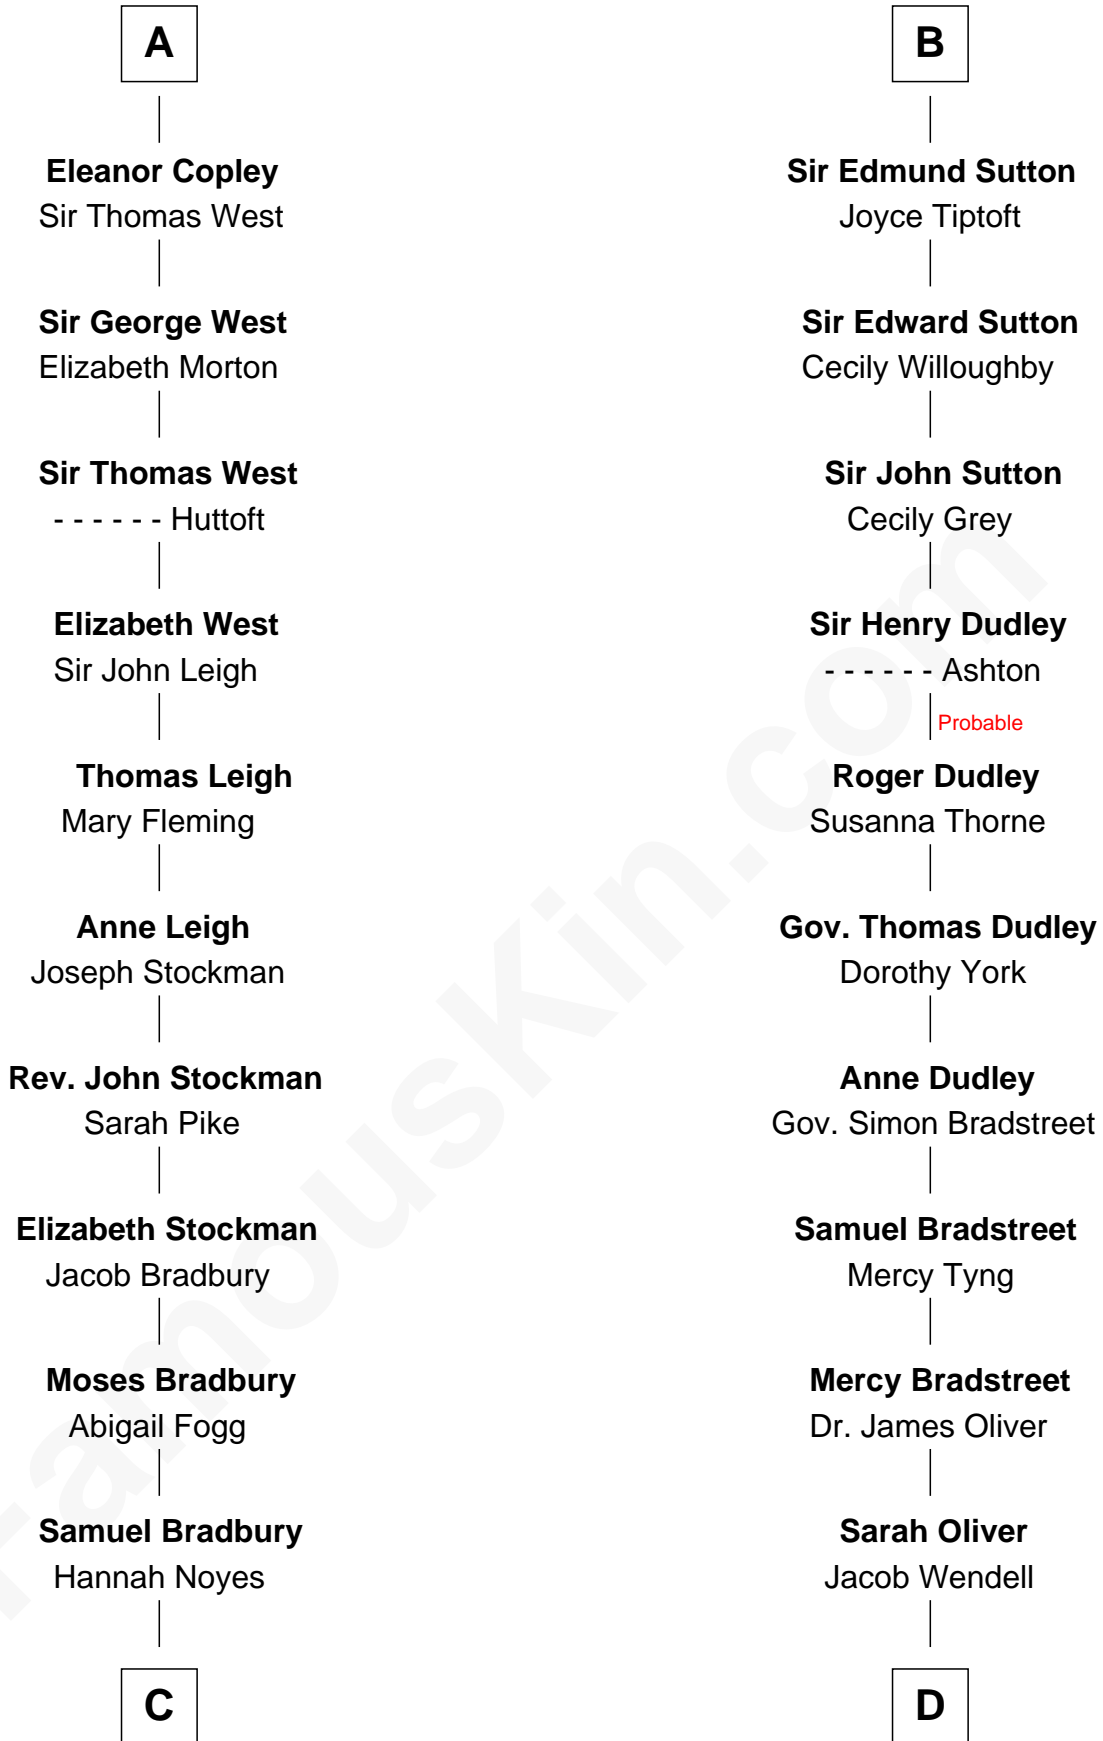 A
Eleanor Copley
Sir Thomas West
Sir George West
Elizabeth Morton
Sir Thomas West
- - - - - - Huttoft
Elizabeth West
Sir John Leigh
Thomas Leigh
Mary Fleming
Anne Leigh
Joseph Stockman
Rev. John Stockman
Sarah Pike
Elizabeth Stockman
Jacob Bradbury
Moses Bradbury
Abigail Fogg
Samuel Bradbury
Hannah Noyes
C
B
Sir Edmund Sutton
Joyce Tiptoft
Sir Edward Sutton
Cecily Willoughby
Sir John Sutton
Cecily Grey
Sir Henry Dudley
- - - - - - Ashton
Probable
Roger Dudley
Susanna Thorne
Gov. Thomas Dudley
Dorothy York
Anne Dudley
Gov. Simon Bradstreet
Samuel Bradstreet
Mercy Tyng
Mercy Bradstreet
Dr. James Oliver
Sarah Oliver
Jacob Wendell
D
FamousKin.com